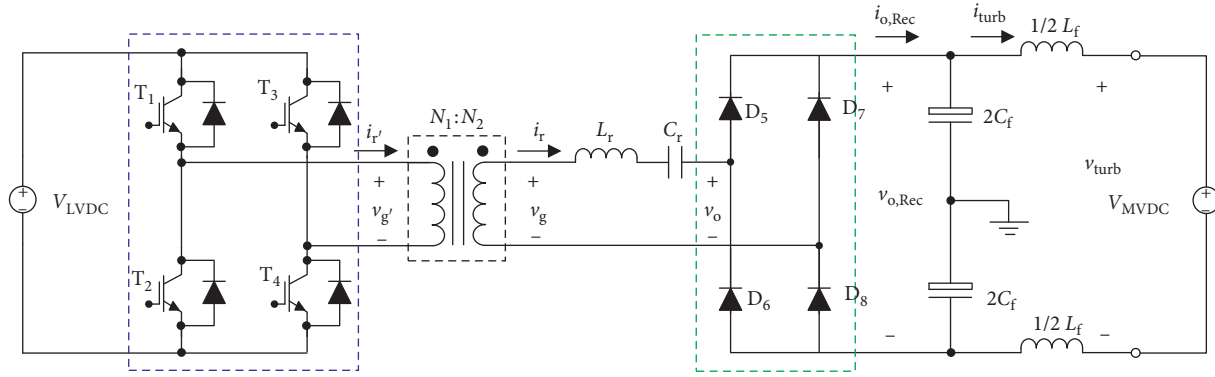 i_o,Rec
i_turb
1/2 L_f
T_1
T_3
D_5
D_7
2C_f
i_r'
N_1:N_2
i_r
L_r
C_r
+
+
+
+
+
+
−
V_LVDC
v_g'
v_g
v_o
v_o,Rec
v_turb
V_MVDC
+
−
−
−
−
T_2
T_4
D_6
D_8
2C_f
−
−
1/2 L_f